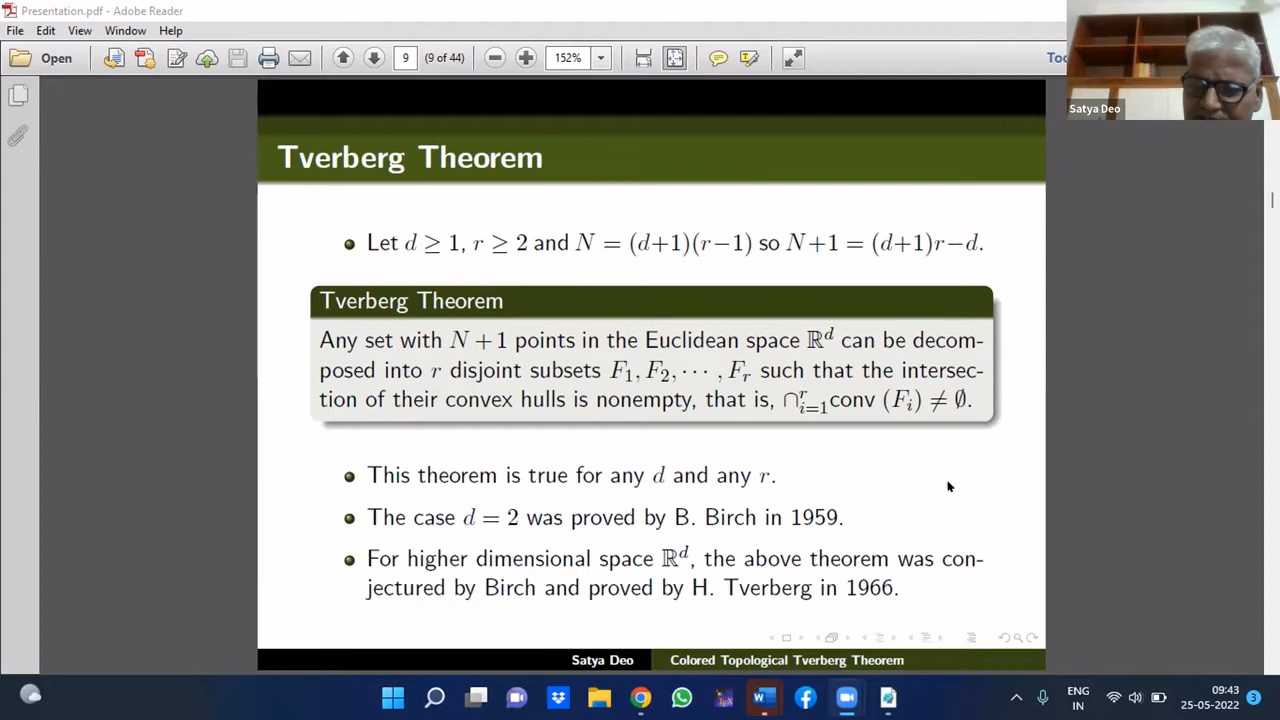 Presentation.pdf - Adobe Reader
File Edit View Window Help
Open 9 (9 of 44) 152%
Satya Deo
Tverberg Theorem
Let d ≥ 1, r ≥ 2 and N = (d+1)(r−1) so N+1 = (d+1)r−d.
Tverberg Theorem
Any set with N + 1 points in the Euclidean space ℝ^d can be decom-
posed into r disjoint subsets F_1, F_2, ⋯ , F_r such that the intersec-
tion of their convex hulls is nonempty, that is, ∩_{i=1}^r conv (F_i) ≠ ∅.
This theorem is true for any d and any r.
The case d = 2 was proved by B. Birch in 1959.
For higher dimensional space ℝ^d, the above theorem was con-
jectured by Birch and proved by H. Tverberg in 1966.
Satya Deo Colored Topological Tverberg Theorem
ENG
IN
09:43
25-05-2022
3